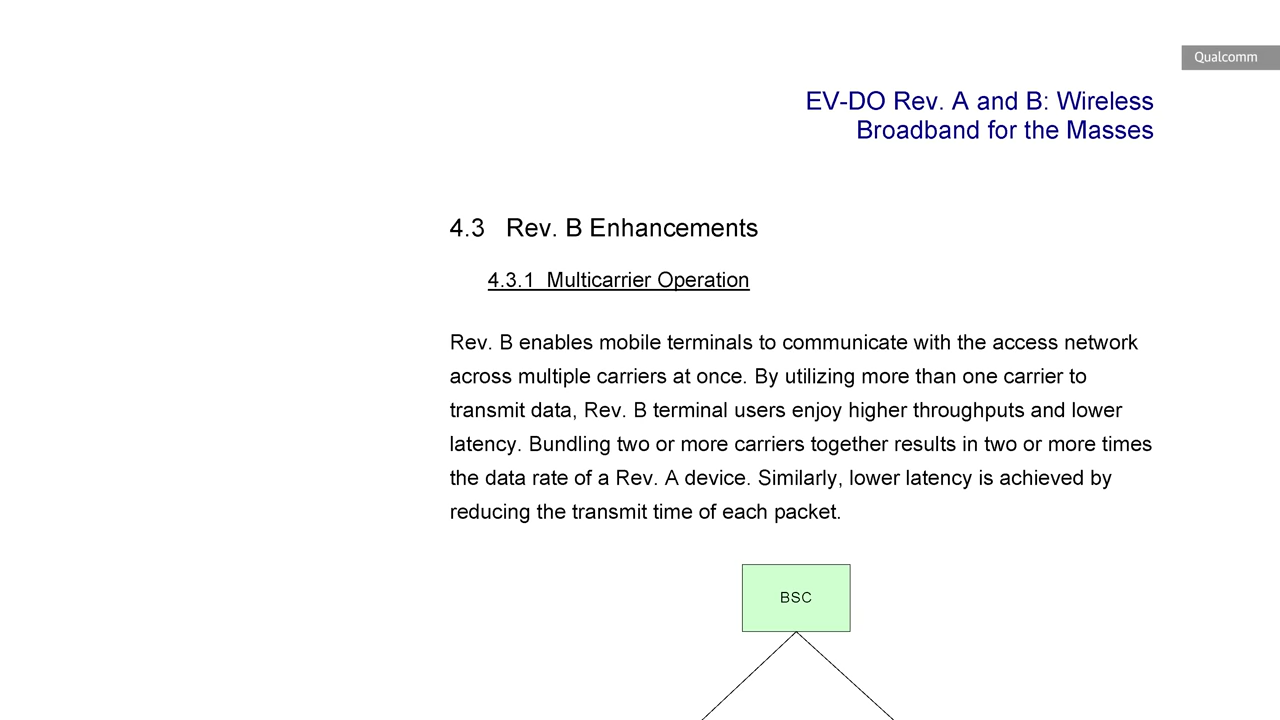 Qualcomm
EV-DO Rev. A and B: Wireless
Broadband for the Masses
4.3 Rev. B Enhancements
4.3.1 Multicarrier Operation
Rev. B enables mobile terminals to communicate with the access network
across multiple carriers at once. By utilizing more than one carrier to
transmit data, Rev. B terminal users enjoy higher throughputs and lower
latency. Bundling two or more carriers together results in two or more times
the data rate of a Rev. A device. Similarly, lower latency is achieved by
reducing the transmit time of each packet.
BSC